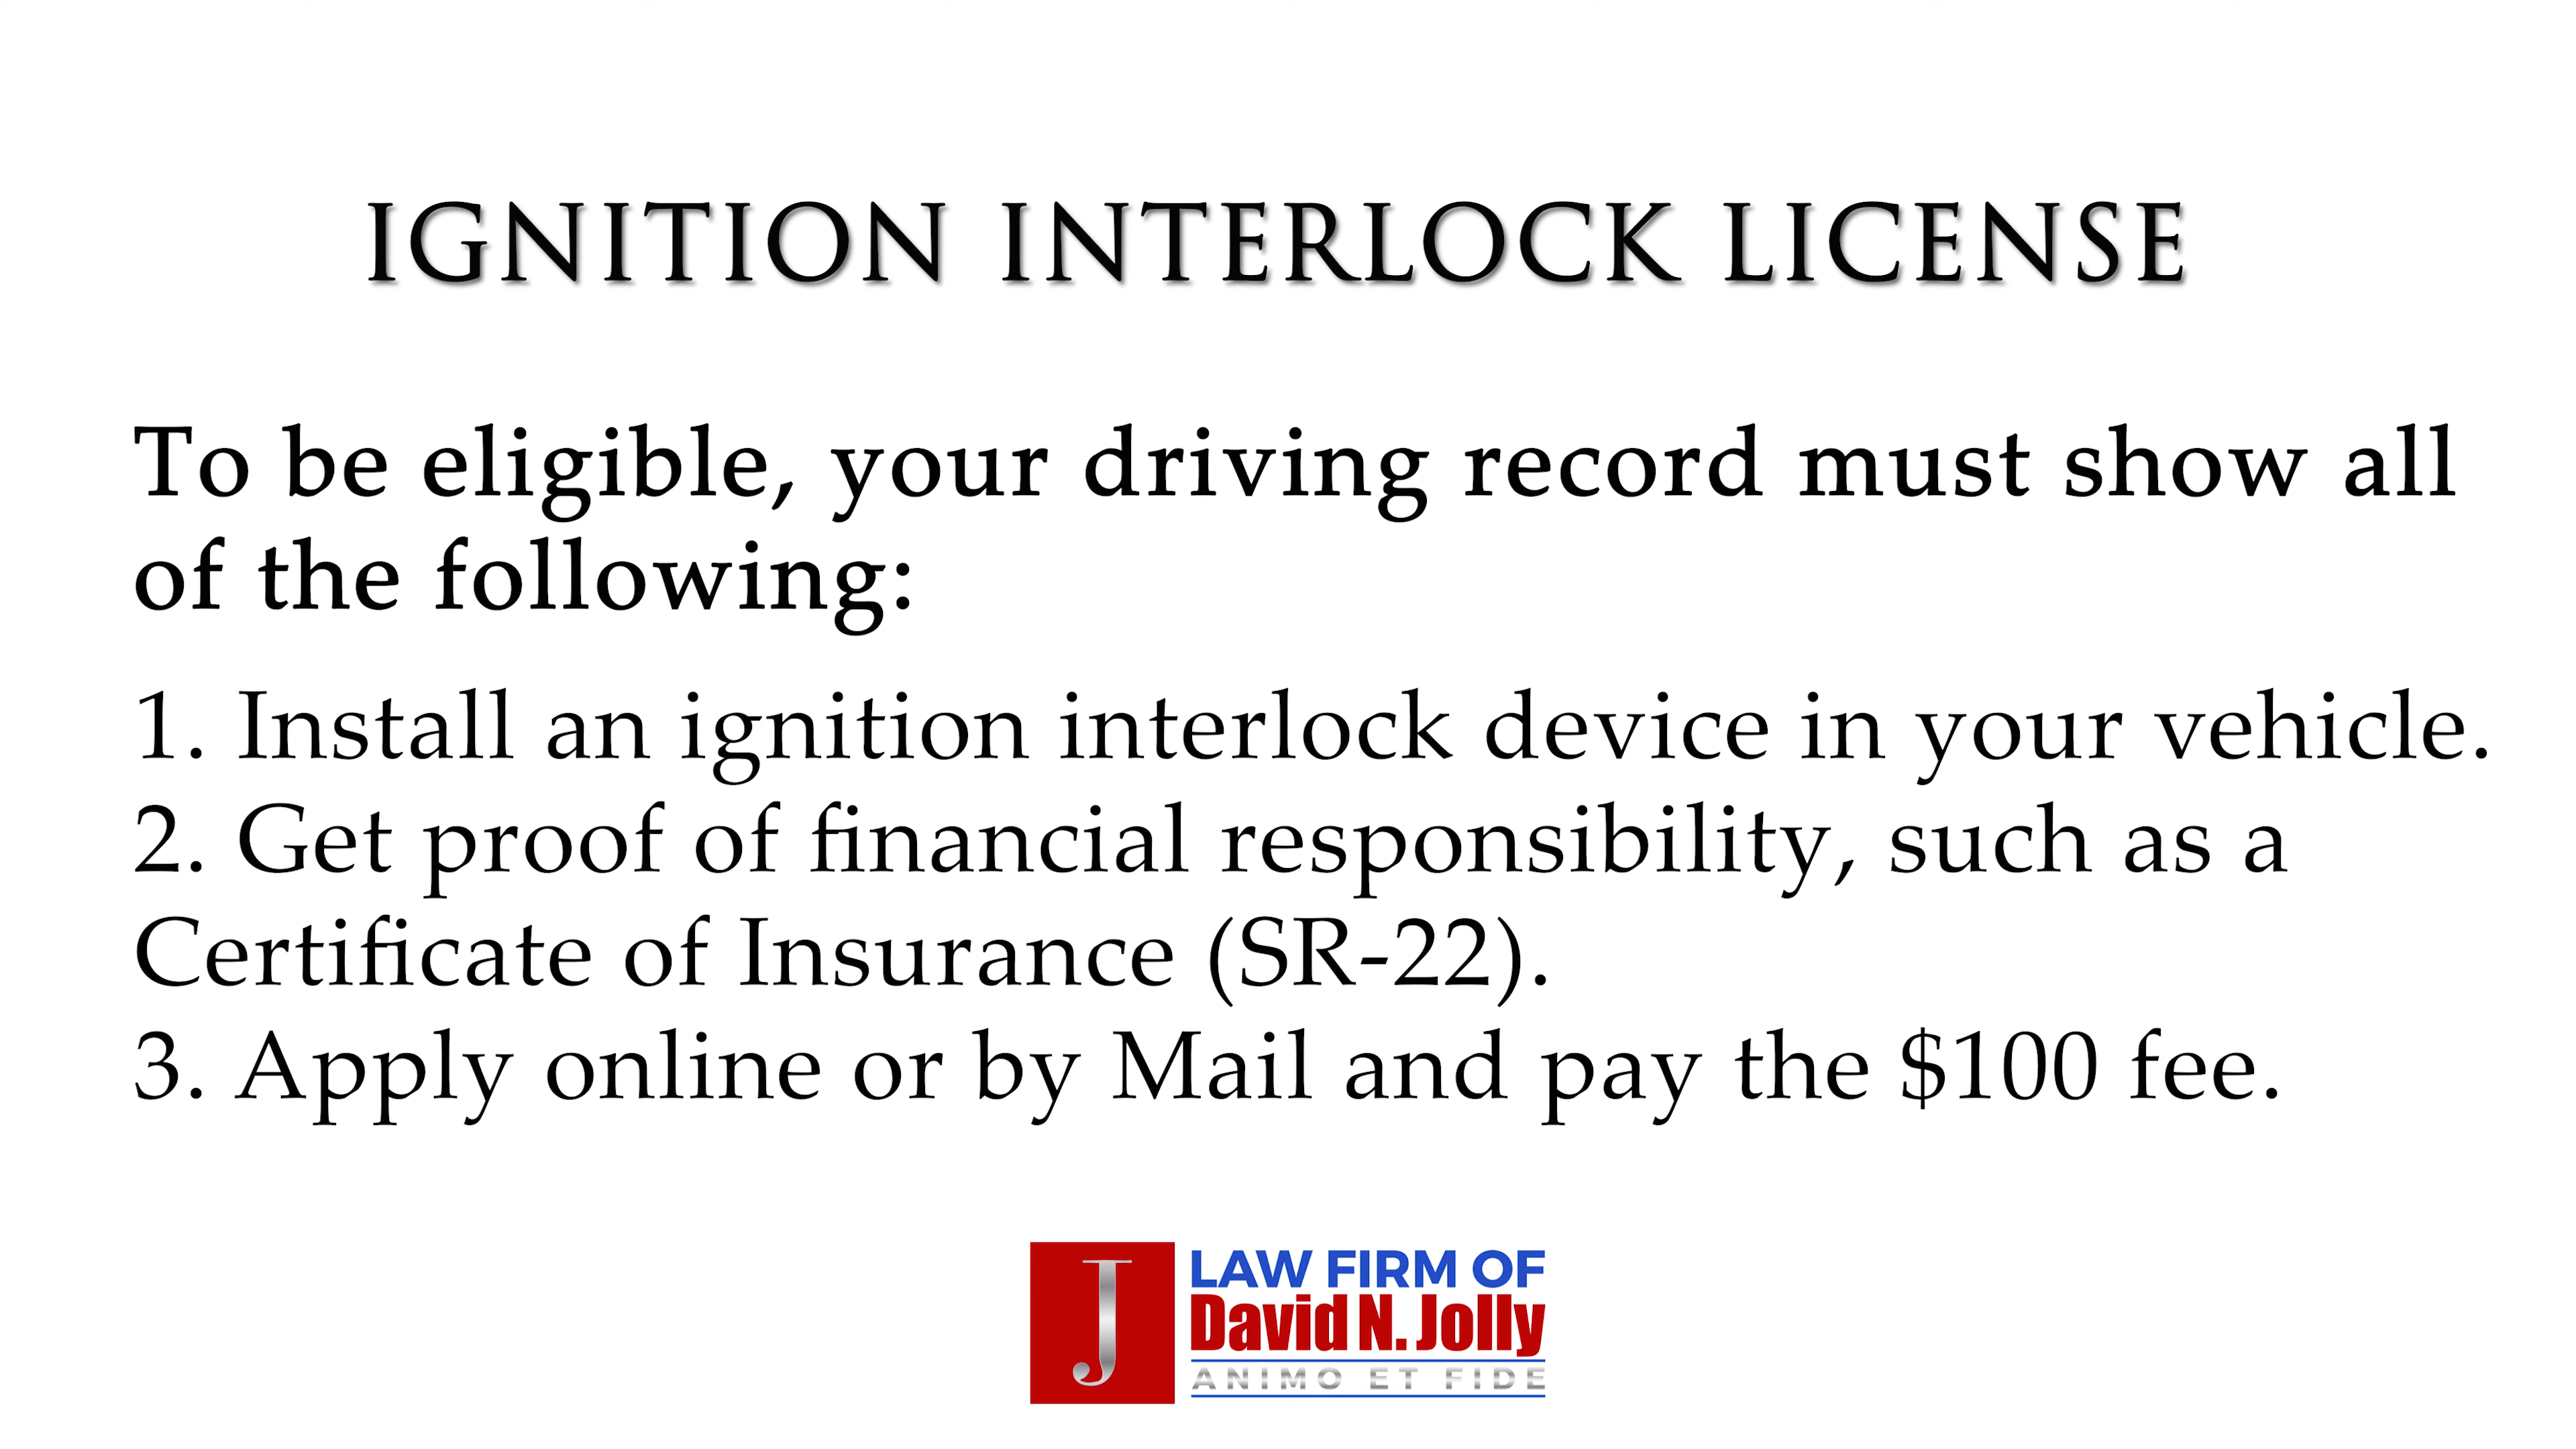 IGNITION INTERLOCK LICENSE
To be eligible, your driving record must show all
of the following:
1. Install an ignition interlock device in your vehicle.
2. Get proof of financial responsibility, such as a
Certificate of Insurance (SR-22).
3. Apply online or by Mail and pay the $100 fee.
J
LAW FIRM OF
David N. Jolly
ANIMO ET FIDE